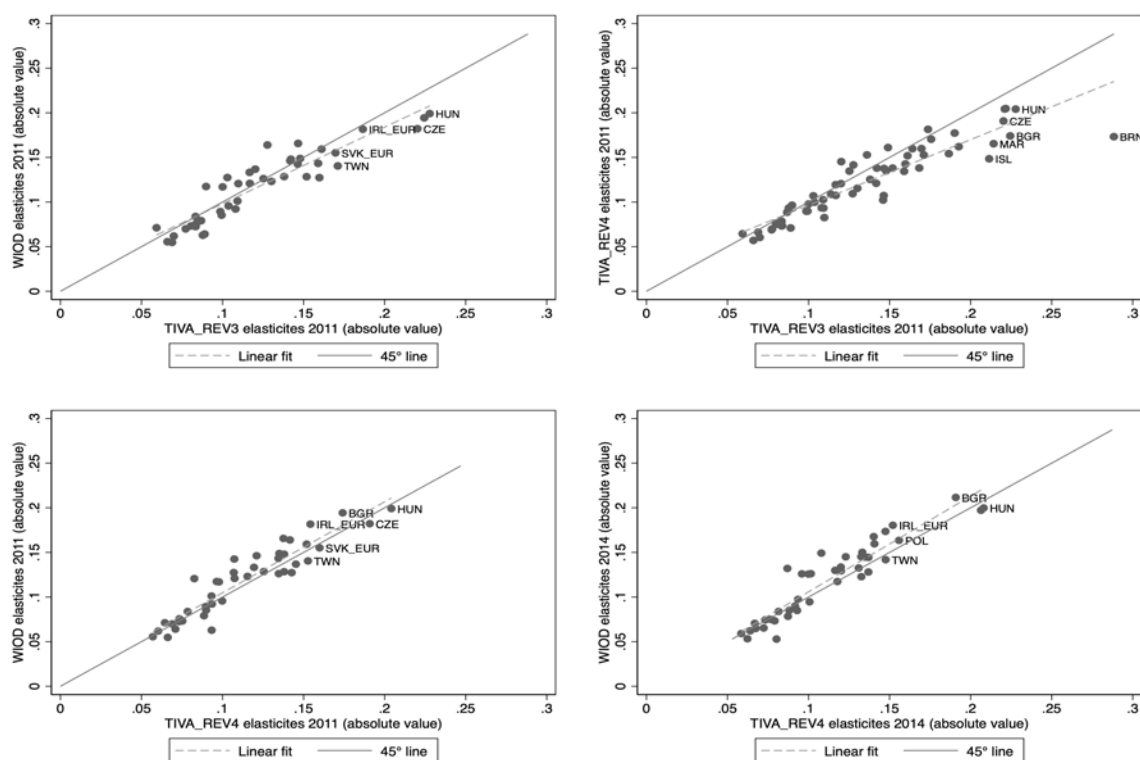 WIOD elasticites 2011 (absolute value)
.3
.25
.2
.15
.1
.05
0
HUN
IRL_EUR
CZE
SVK_EUR
TWN
0
.05
.1
.15
.2
.25
.3
TIVA_REV3 elasticites 2011 (absolute value)
Linear fit
45° line
TIVA_REV4 elasticites 2011 (absolute value)
.3
.25
.2
.15
.1
.05
0
HUN
CZE
BGR
BRN
MAR
ISL
0
.05
.1
.15
.2
.25
.3
TIVA_REV3 elasticites 2011 (absolute value)
Linear fit
45° line
WIOD elasticites 2011 (absolute value)
.3
.25
.2
.15
.1
.05
0
BGR
HUN
IRL_EUR
CZE
SVK_EUR
TWN
0
.05
.1
.15
.2
.25
.3
TIVA_REV4 elasticites 2011 (absolute value)
Linear fit
45° line
WIOD elasticites 2014 (absolute value)
.3
.25
.2
.15
.1
.05
0
BGR
HUN
IRL_EUR
POL
TWN
0
.05
.1
.15
.2
.25
.3
TIVA_REV4 elasticites 2014 (absolute value)
Linear fit
45° line